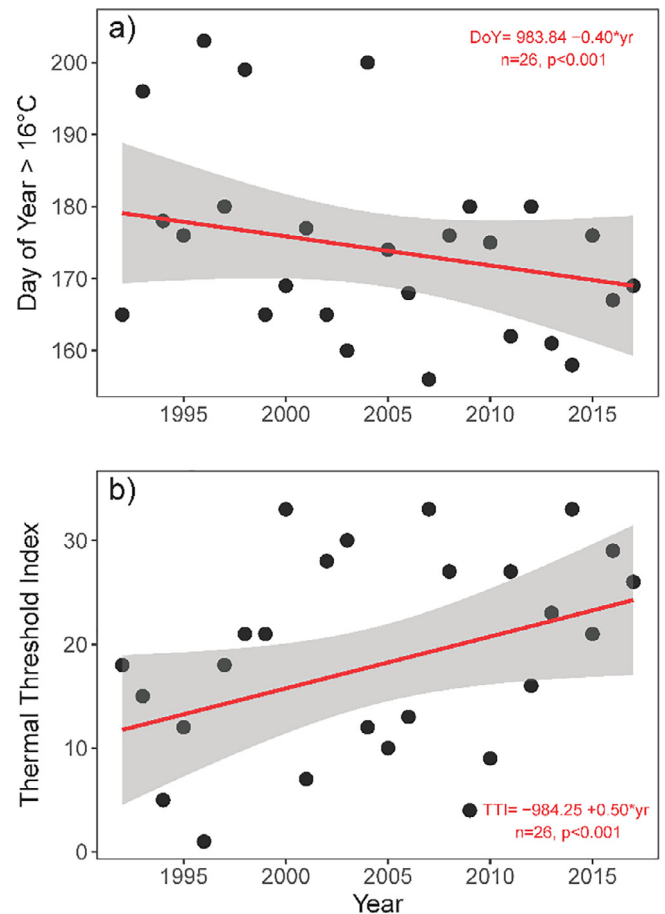 a)
DoY= 983.84 −0.40*yr
n=26, p<0.001
Day of Year > 16°C
200
190
180
170
160
1995 2000 2005 2010 2015
b)
Thermal Threshold Index
30
20
10
0
TTI= −984.25 +0.50*yr
n=26, p<0.001
1995 2000 2005 2010 2015
Year